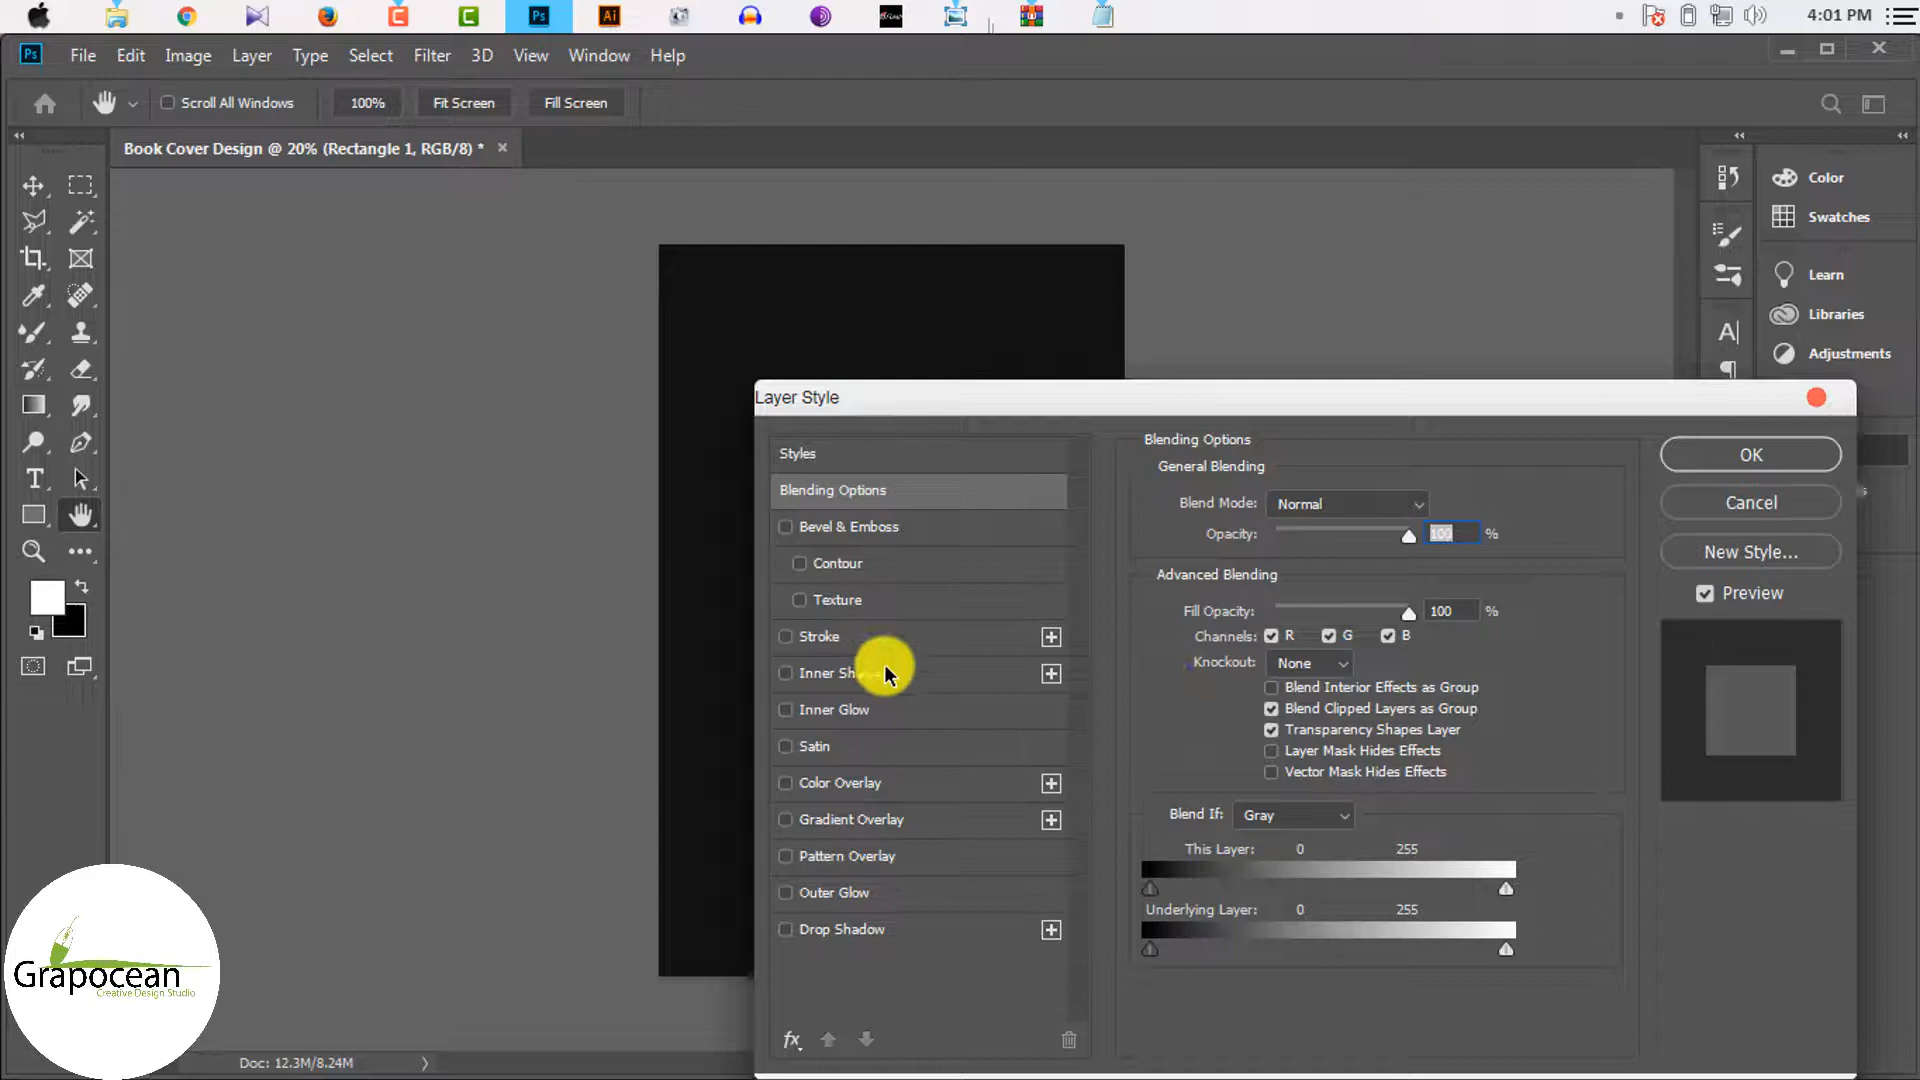 4:01 PM
Ps
File Edit Image Layer Type Select Filter 3D View Window Help
Scroll All Windows 100% Fit Screen Fill Screen
Book Cover Design @ 20% (Rectangle 1, RGB/8) * ×
Color
Swatches
Learn
Libraries
Adjustments
Layer Style
Styles
Blending Options
Bevel & Emboss
Contour
Texture
Stroke
Inner Sh
Inner Glow
Satin
Color Overlay
Gradient Overlay
Pattern Overlay
Outer Glow
Drop Shadow
fx
Blending Options
General Blending
Blend Mode: Normal
Opacity: 100 %
Advanced Blending
Fill Opacity: 100 %
Channels: R G B
Knockout: None
Blend Interior Effects as Group
Blend Clipped Layers as Group
Transparency Shapes Layer
Layer Mask Hides Effects
Vector Mask Hides Effects
Blend If: Gray
This Layer: 0 255
Underlying Layer: 0 255
OK
Cancel
New Style...
Preview
Grapocean
Creative Design Studio
Doc: 12.3M/8.24M